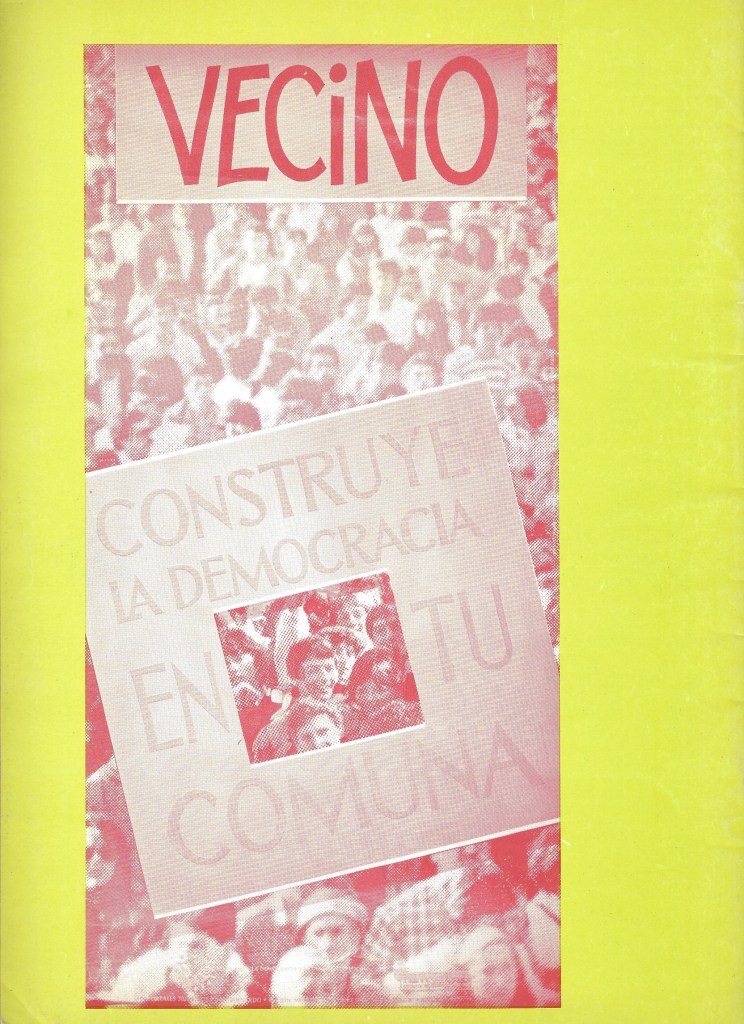 VECiNO
CONSTRUYE
LA DEMOCRACIA
EN TU
COMUNA